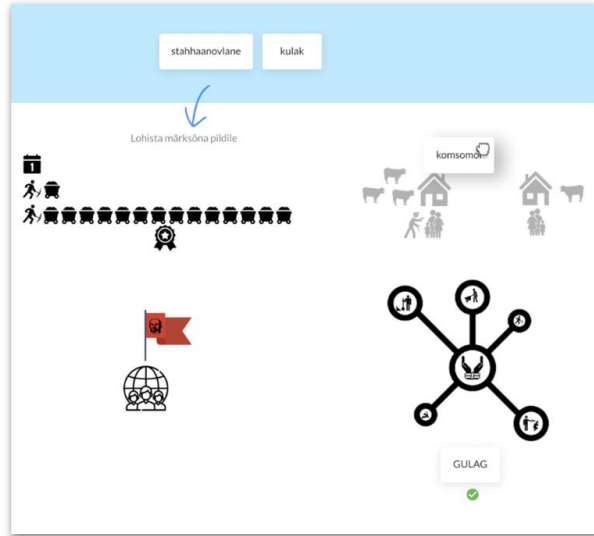 stahhaanovlane
kulak
Lohista märksõna pildile
komsomol
1
GULAG